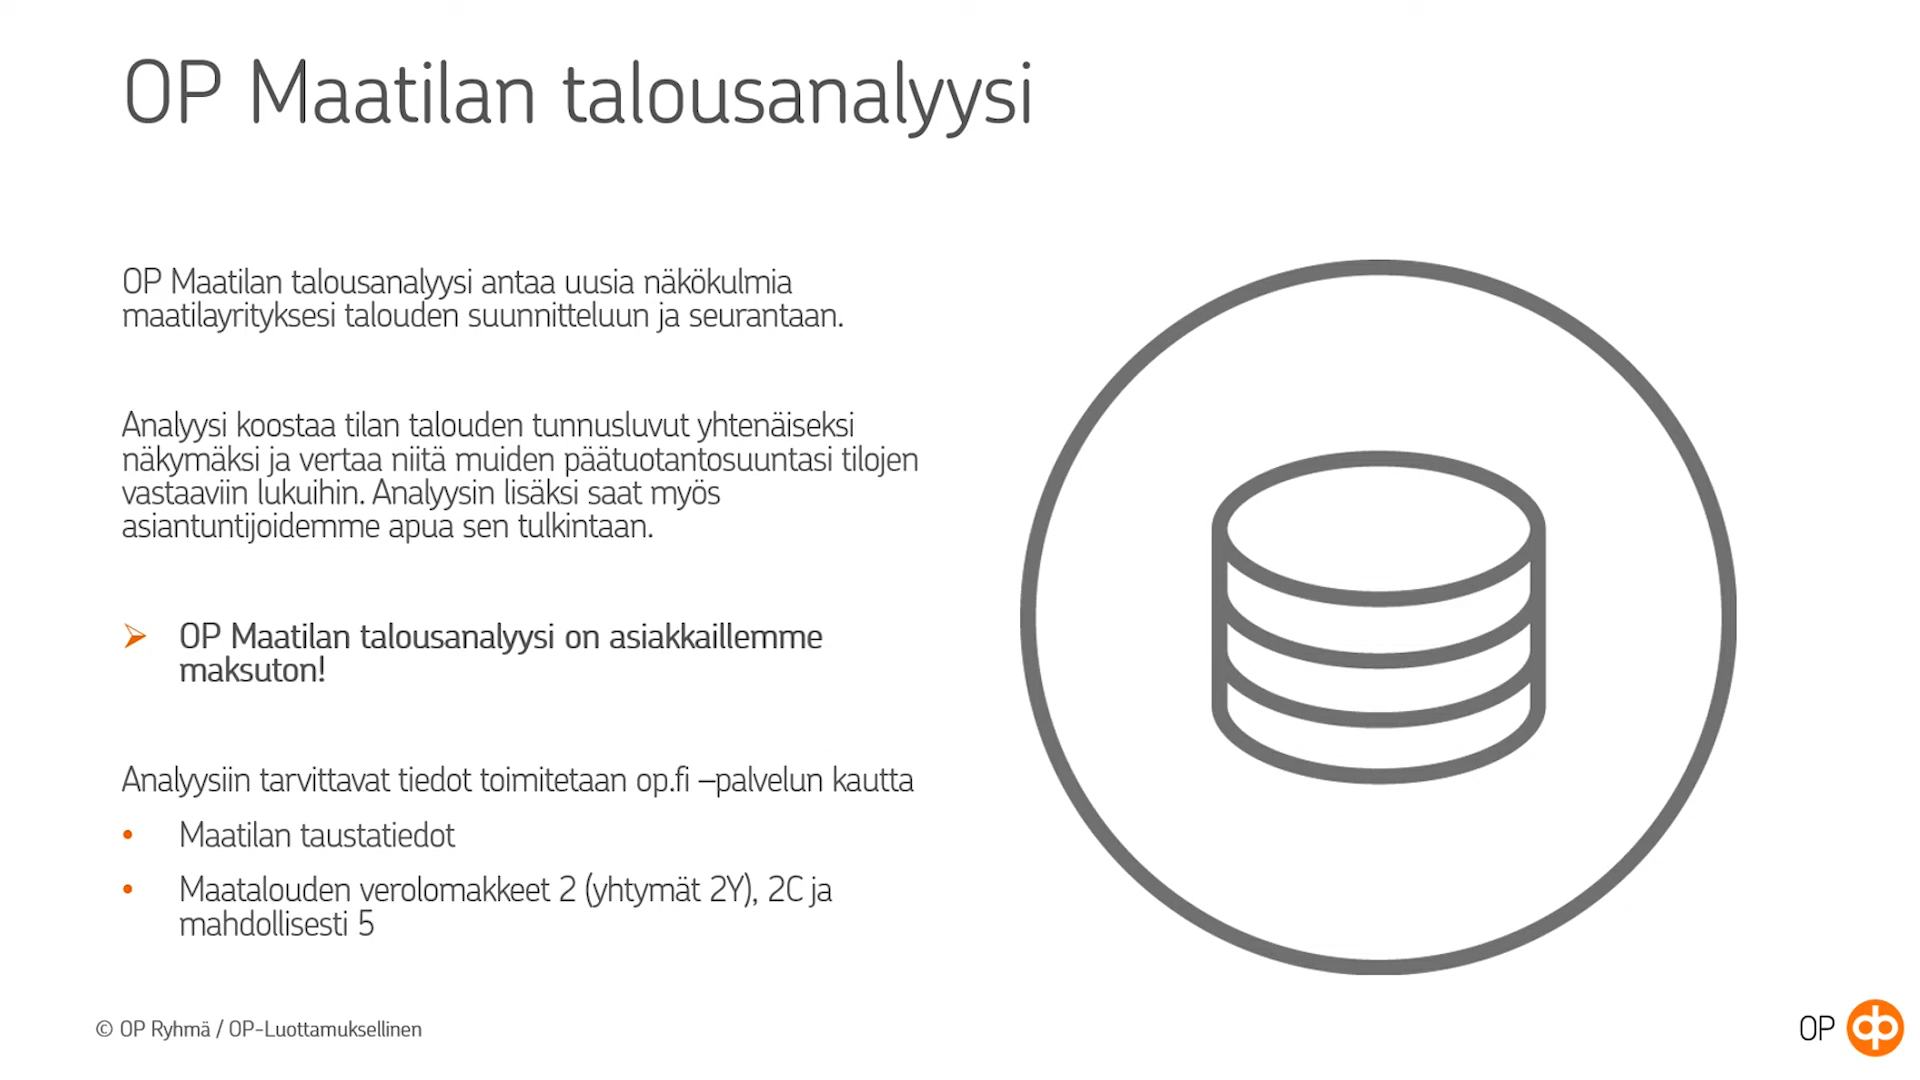 OP Maatilan talousanalyysi
OP Maatilan talousanalyysi antaa uusia näkökulmia
maatilayrityksesi talouden suunnitteluun ja seurantaan.
Analyysi koostaa tilan talouden tunnusluvut yhtenäiseksi
näkymäksi ja vertaa niitä muiden päätuotantosuuntasi tilojen
vastaaviin lukuihin. Analyysin lisäksi saat myös
asiantuntijoidemme apua sen tulkintaan.
➢ OP Maatilan talousanalyysi on asiakkaillemme
maksuton!
Analyysiin tarvittavat tiedot toimitetaan op.fi –palvelun kautta
• Maatilan taustatiedot
• Maatalouden verolomakkeet 2 (yhtymät 2Y), 2C ja
mahdollisesti 5
© OP Ryhmä / OP-Luottamuksellinen
OP